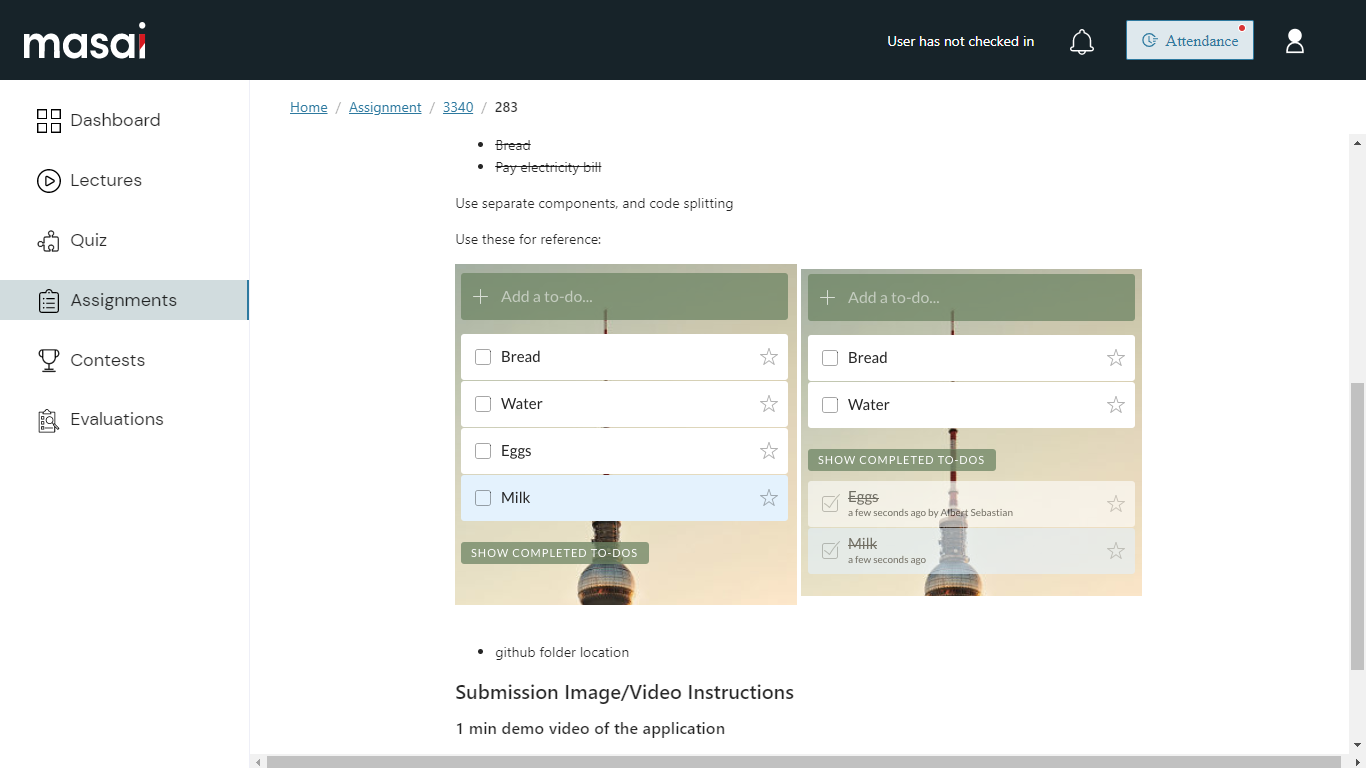 masai
User has not checked in
Attendance
Dashboard
Lectures
Quiz
Assignments
Contests
Evaluations
Home / Assignment / 3340 / 283
Bread
Pay electricity bill
Use separate components, and code splitting
Use these for reference:
Add a to-do...
Bread
Water
Eggs
Milk
SHOW COMPLETED TO-DOS
Add a to-do...
Bread
Water
SHOW COMPLETED TO-DOS
Eggs
a few seconds ago by Albert Sebastian
Milk
a few seconds ago
github folder location
Submission Image/Video Instructions
1 min demo video of the application